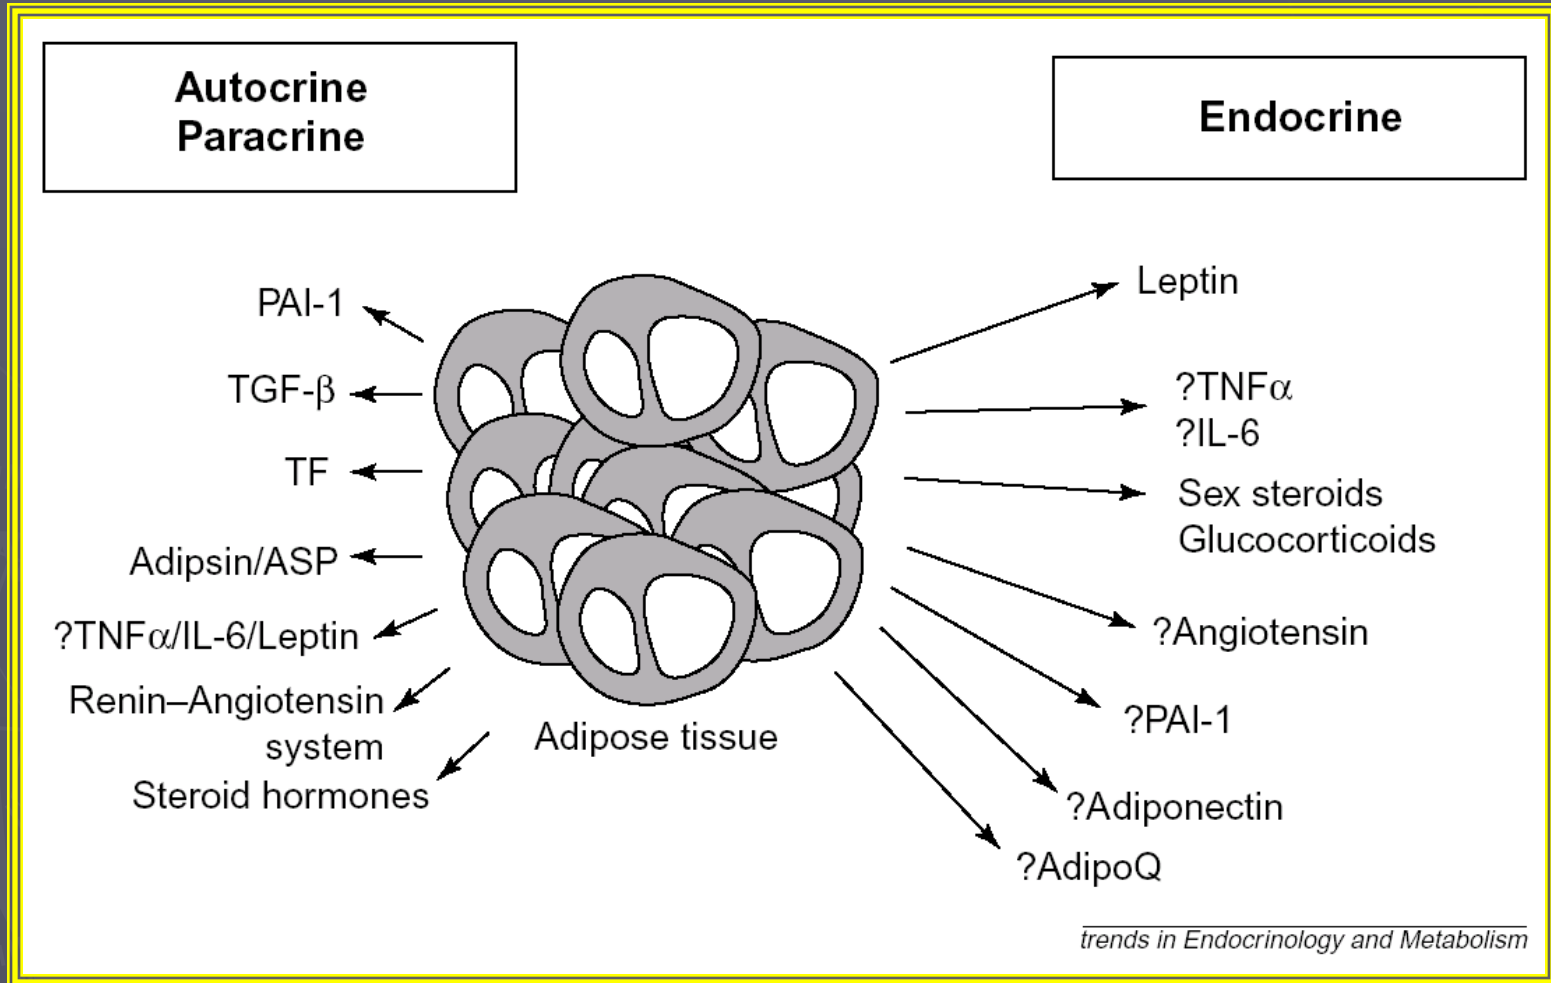 Autocrine
Paracrine
Endocrine
PAI-1
TGF-β
TF
Adipsin/ASP
?TNFα/IL-6/Leptin
Renin–Angiotensin
system
Steroid hormones
Adipose tissue
Leptin
?TNFα
?IL-6
Sex steroids
Glucocorticoids
?Angiotensin
?PAI-1
?Adiponectin
?AdipoQ
trends in Endocrinology and Metabolism